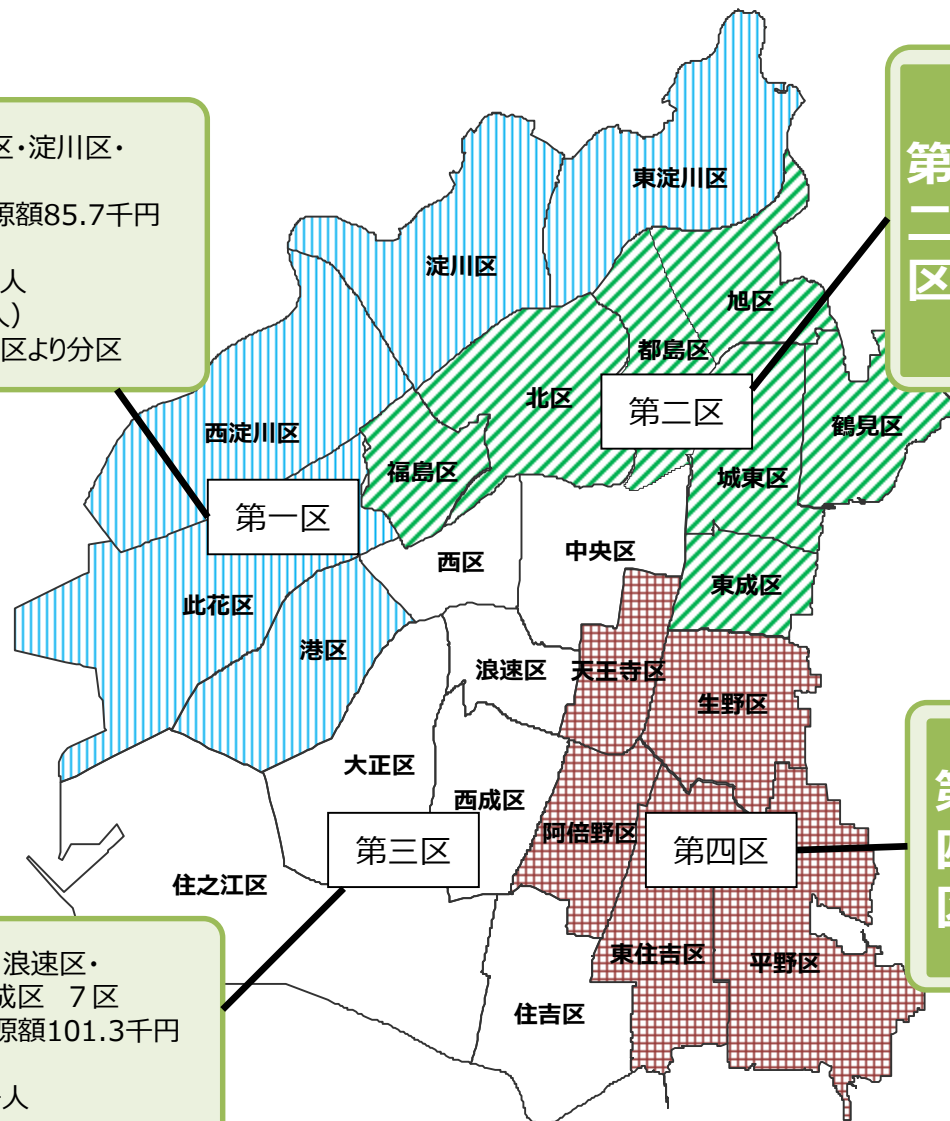 区・淀川区・
源額85.7千円
人
人）
区より分区
第二区
東淀川区
淀川区
旭区
都島区
北区
第二区
鶴見区
西淀川区
福島区
城東区
第一区
中央区
西区
東成区
此花区
港区
浪速区
天王寺区
生野区
大正区
西成区
阿倍野区
第三区
第四区
住之江区
東住吉区
平野区
住吉区
浪速区・
成区 7区
源額101.3千円
人